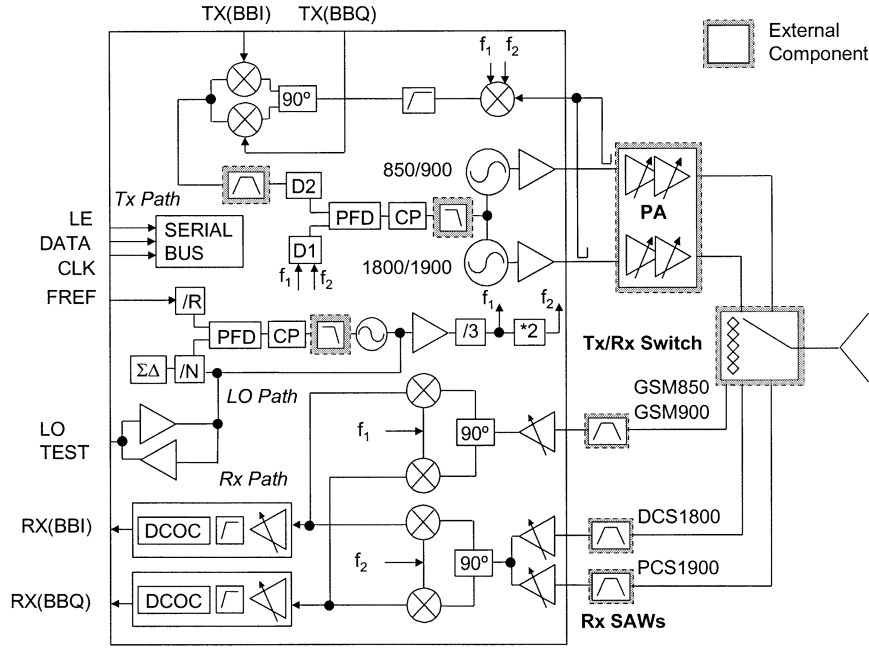 TX(BBI)
TX(BBQ)
External
Component
f1
f2
90º
850/900
D2
Tx Path
LE
DATA
CLK
SERIAL
BUS
PFD
CP
PA
D1
f1
f2
1800/1900
FREF
/R
f1
f2
PFD
CP
/3
*2
Tx/Rx Switch
ΣΔ
/N
LO Path
GSM850
GSM900
LO
TEST
f1
90º
Rx Path
RX(BBI)
DCOC
DCS1800
f2
90º
PCS1900
RX(BBQ)
DCOC
Rx SAWs